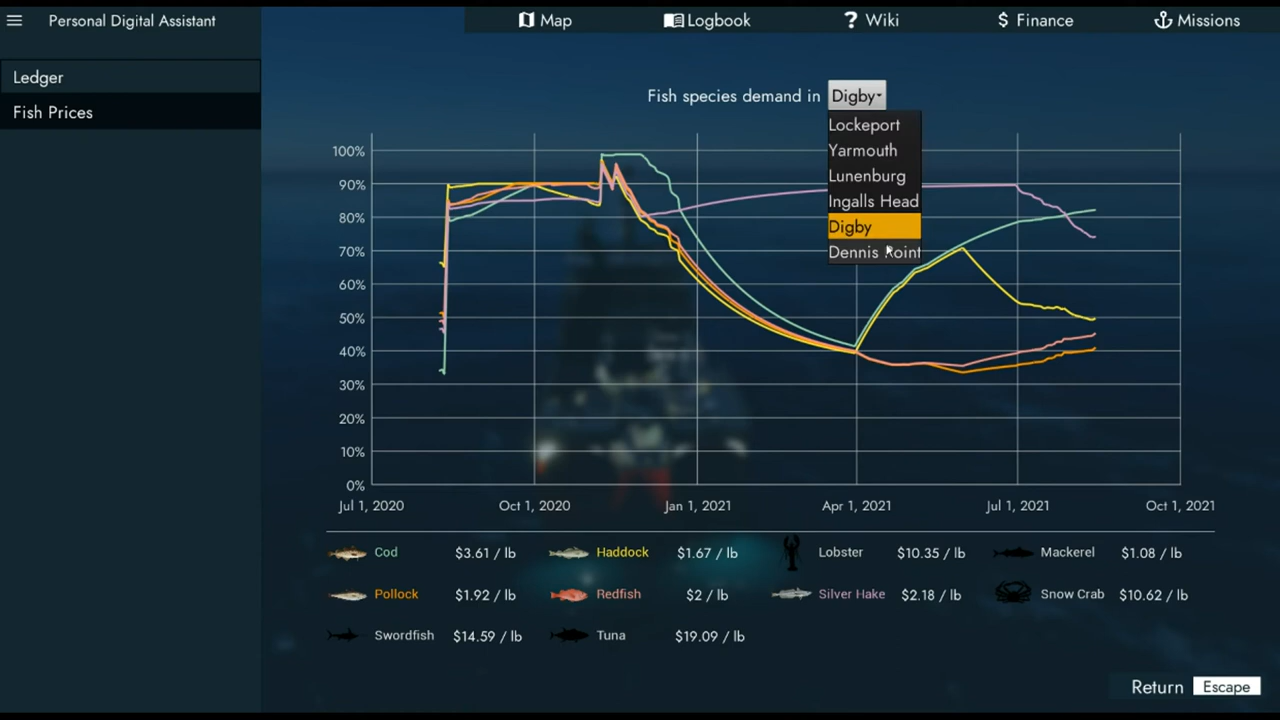 Personal Digital Assistant
Map
Logbook
? Wiki
$ Finance
Missions
Ledger
Fish Prices
Fish species demand in Digby
Lockeport
Yarmouth
Lunenburg
Ingalls Head
Digby
Dennis Point
100%
90%
80%
70%
60%
50%
40%
30%
20%
10%
0%
Jul 1, 2020 Oct 1, 2020 Jan 1, 2021 Apr 1, 2021 Jul 1, 2021 Oct 1, 2021
Cod $3.61 / lb Haddock $1.67 / lb Lobster $10.35 / lb Mackerel $1.08 / lb
Pollock $1.92 / lb Redfish $2 / lb Silver Hake $2.18 / lb Snow Crab $10.62 / lb
Swordfish $14.59 / lb Tuna $19.09 / lb
Return Escape